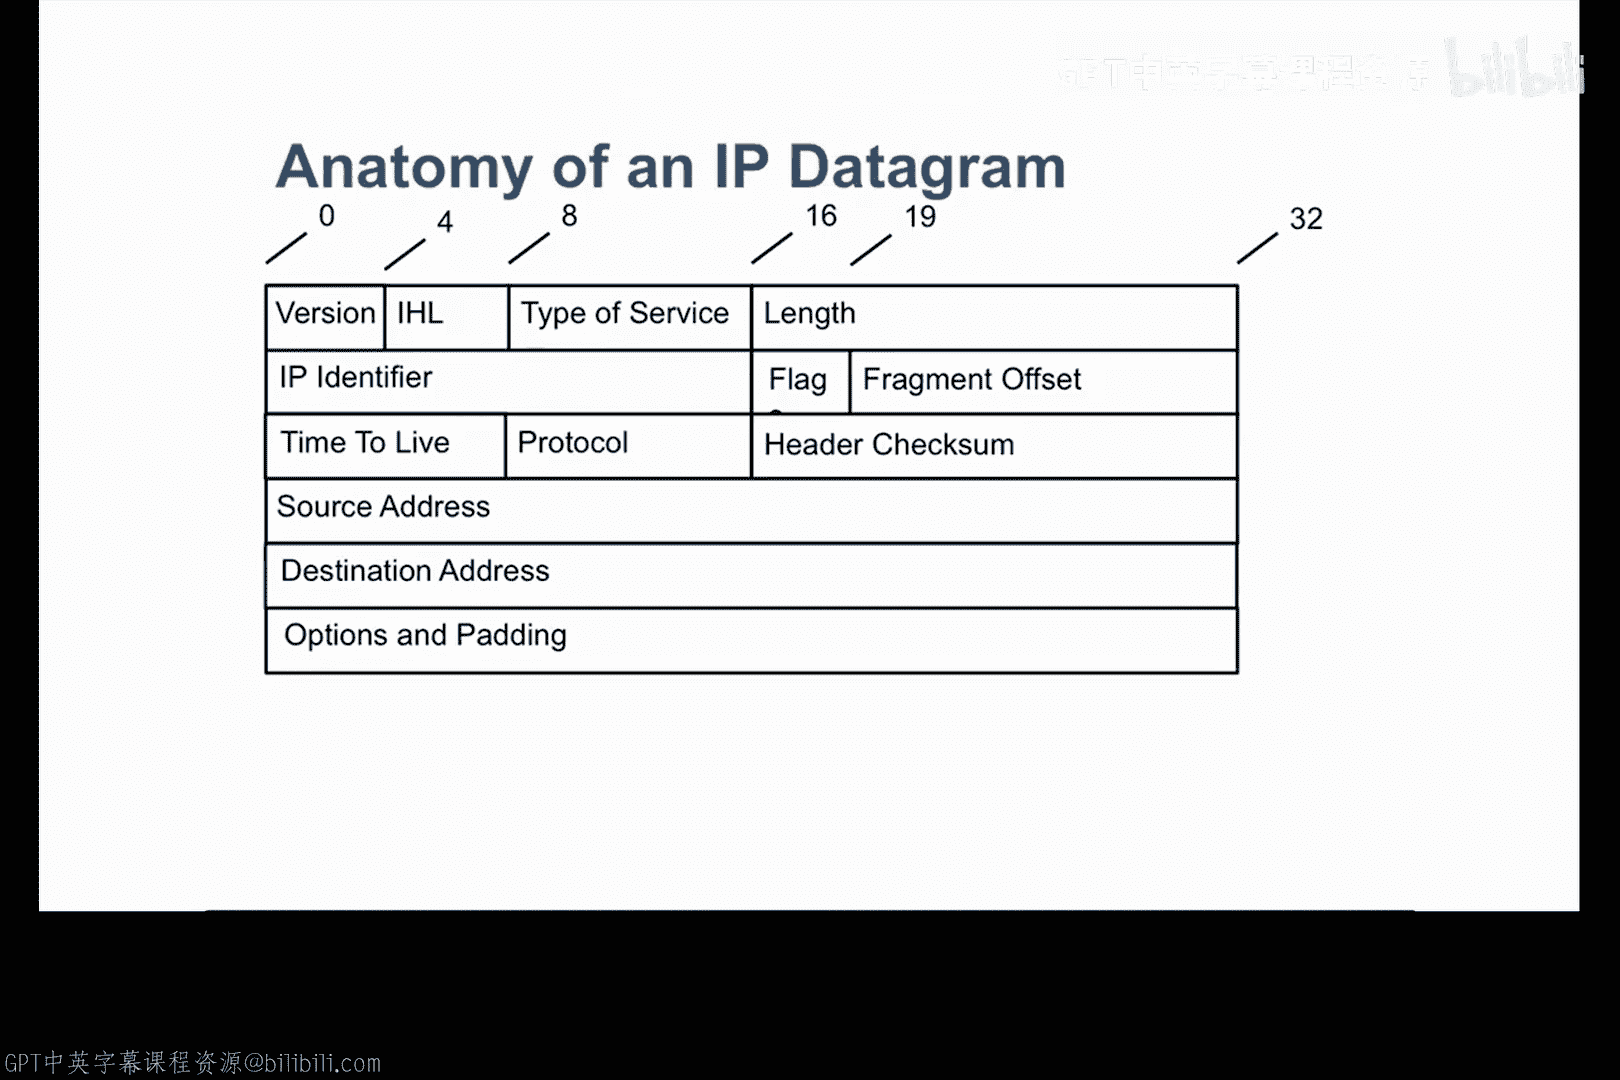 bilibili
Anatomy of an IP Datagram
0 4 8 16 19 32
Version IHL Type of Service Length
IP Identifier Flag Fragment Offset
Time To Live Protocol Header Checksum
Source Address
Destination Address
Options and Padding
GPT中英字幕课程资源@bilibili.com